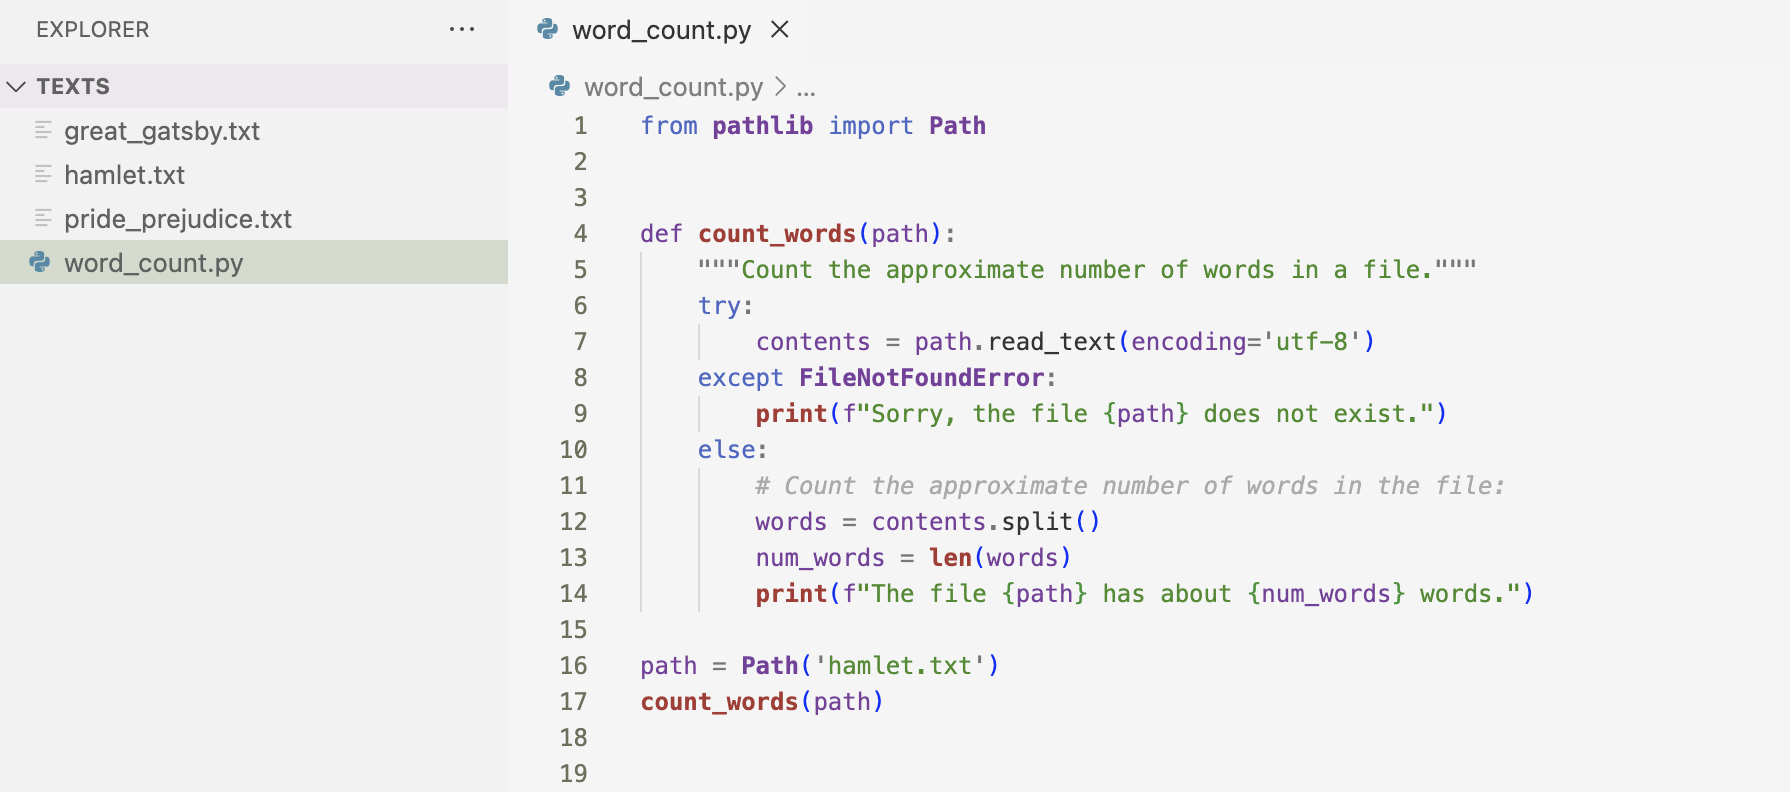 EXPLORER ...
TEXTS
great_gatsby.txt
hamlet.txt
pride_prejudice.txt
word_count.py
word_count.py
word_count.py > ...
1 from pathlib import Path
2
3
4 def count_words(path):
5     """Count the approximate number of words in a file."""
6     try:
7         contents = path.read_text(encoding='utf-8')
8     except FileNotFoundError:
9         print(f"Sorry, the file {path} does not exist.")
10     else:
11         # Count the approximate number of words in the file:
12         words = contents.split()
13         num_words = len(words)
14         print(f"The file {path} has about {num_words} words.")
15
16 path = Path('hamlet.txt')
17 count_words(path)
18
19